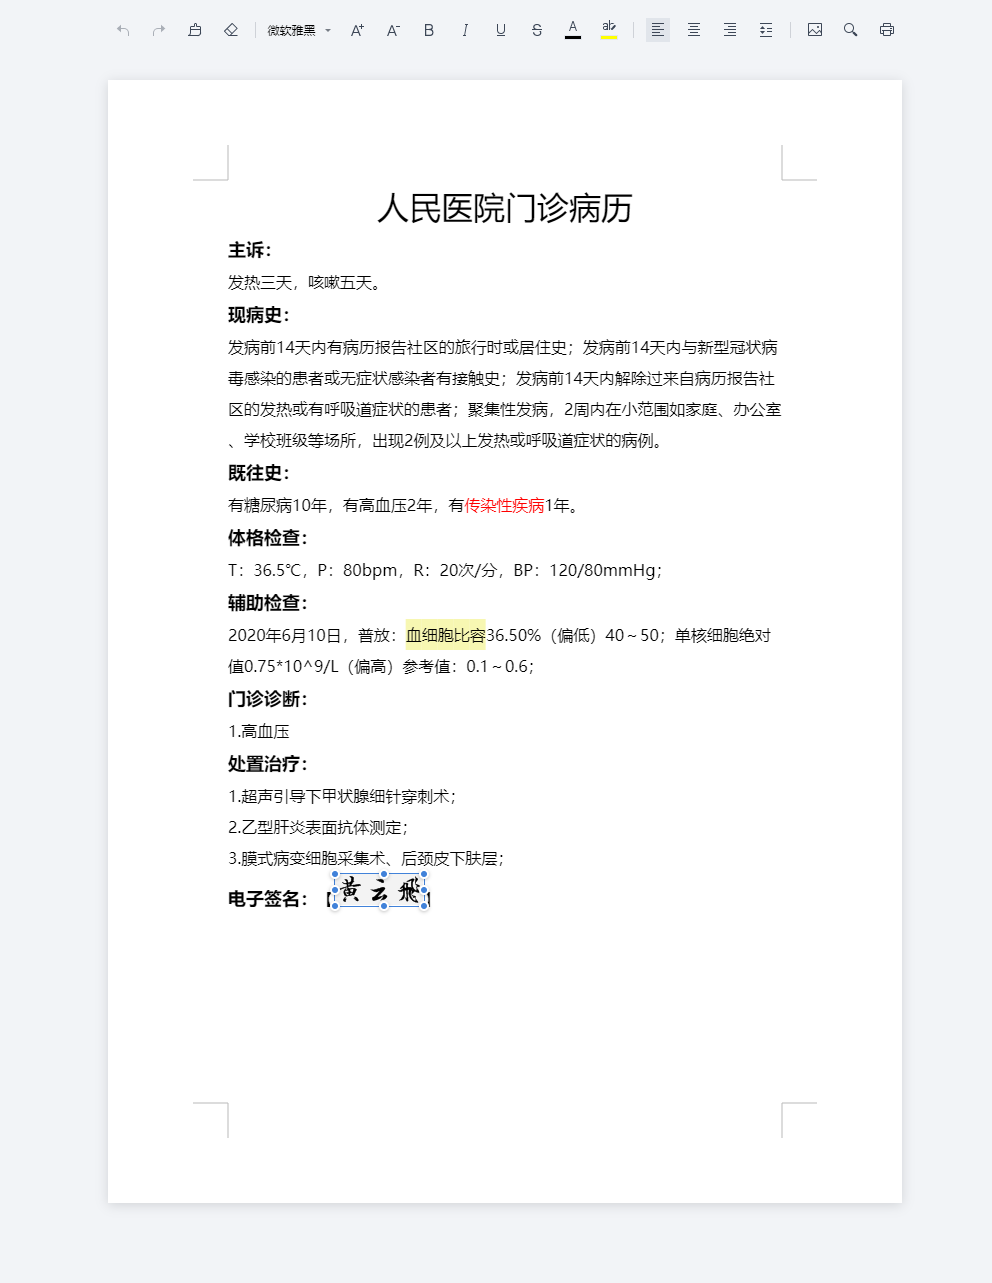 微软雅黑
人民医院门诊病历
主诉：
发热三天，咳嗽五天。
现病史：
发病前14天内有病历报告社区的旅行时或居住史；发病前14天内与新型冠状病
毒感染的患者或无症状感染者有接触史；发病前14天内解除过来自病历报告社
区的发热或有呼吸道症状的患者；聚集性发病，2周内在小范围如家庭、办公室
、学校班级等场所，出现2例及以上发热或呼吸道症状的病例。
既往史：
有糖尿病10年，有高血压2年，有传染性疾病1年。
体格检查：
T：36.5℃，P：80bpm，R：20次/分，BP：120/80mmHg；
辅助检查：
2020年6月10日，普放：血细胞比容36.50%（偏低）40～50；单核细胞绝对
值0.75*10^9/L（偏高）参考值：0.1～0.6；
门诊诊断：
1.高血压
处置治疗：
1.超声引导下甲状腺细针穿刺术；
2.乙型肝炎表面抗体测定；
3.膜式病变细胞采集术、后颈皮下肤层；
电子签名：【黄云飛】